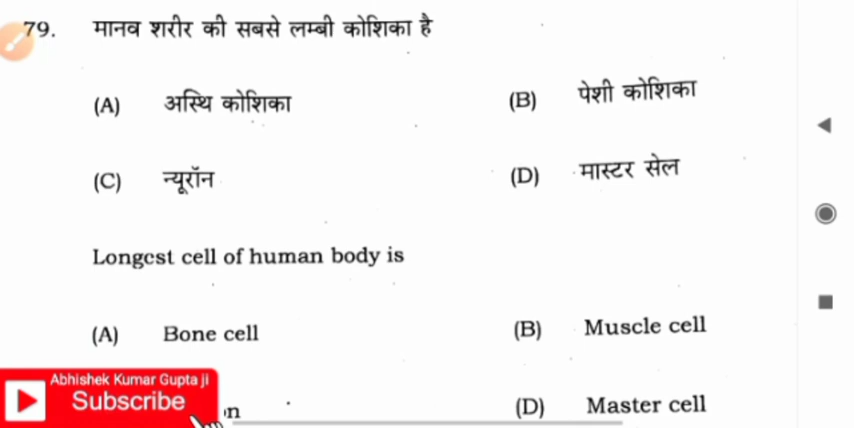 79. मानव शरीर की सबसे लम्बी कोशिका है
(A) अस्थि कोशिका (B) पेशी कोशिका
(C) न्यूरॉन (D) मास्टर सेल
Longest cell of human body is
(A) Bone cell (B) Muscle cell
Abhishek Kumar Gupta ji
Subscribe
(D) Master cell